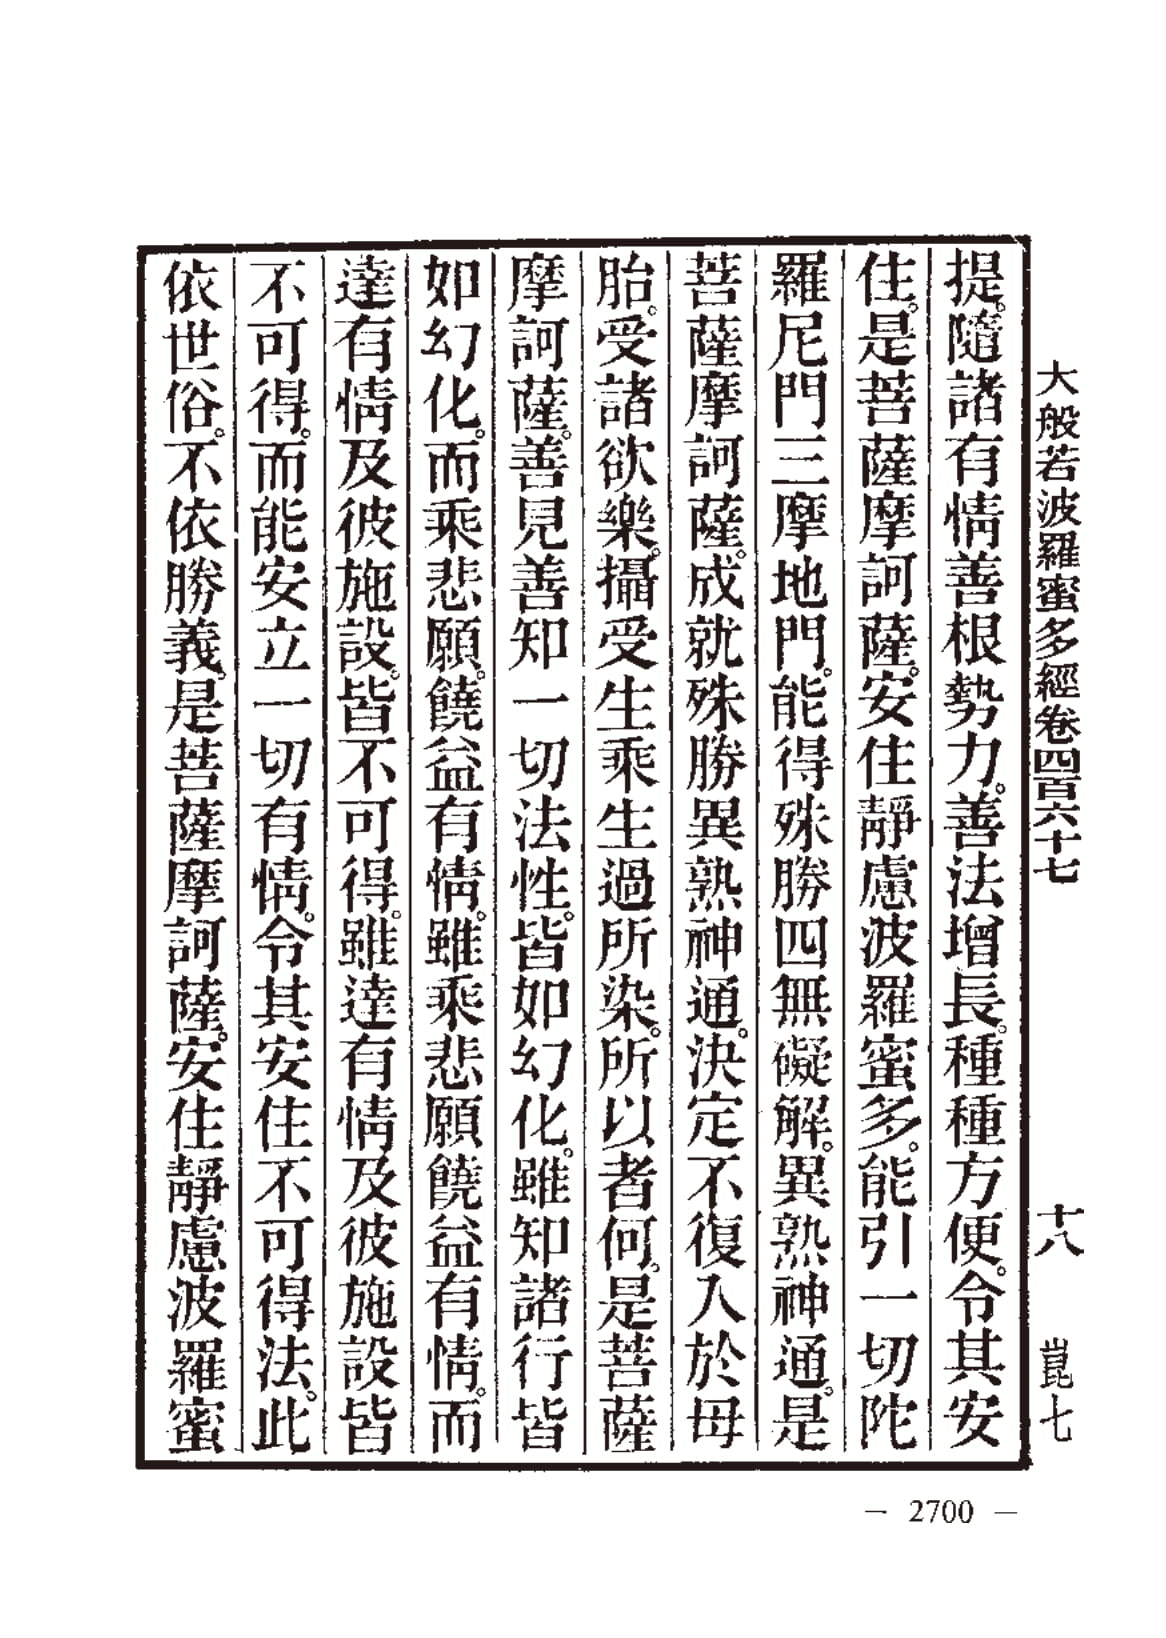 大般若波羅蜜多經卷四百六十七　十八　崑七
提。隨諸有情善根勢力。善法增長。種種方便。令其安
住。是菩薩摩訶薩。安住靜慮波羅蜜多。能引一切陀
羅尼門三摩地門。能得殊勝四無礙解。異熟神通。是
菩薩摩訶薩。成就殊勝異熟神通。決定不復入於母
胎。受諸欲樂。攝受生乘生過所染。所以者何。是菩薩
摩訶薩。善見善知一切法性。皆如幻化。雖知諸行皆
如幻化。而乘悲願。饒益有情。雖乘悲願饒益有情。而
達有情及彼施設。皆不可得。雖達有情及彼施設皆
不可得。而能安立一切有情。令其安住不可得法。此
依世俗。不依勝義。是菩薩摩訶薩。安住靜慮波羅蜜
— 2700 —